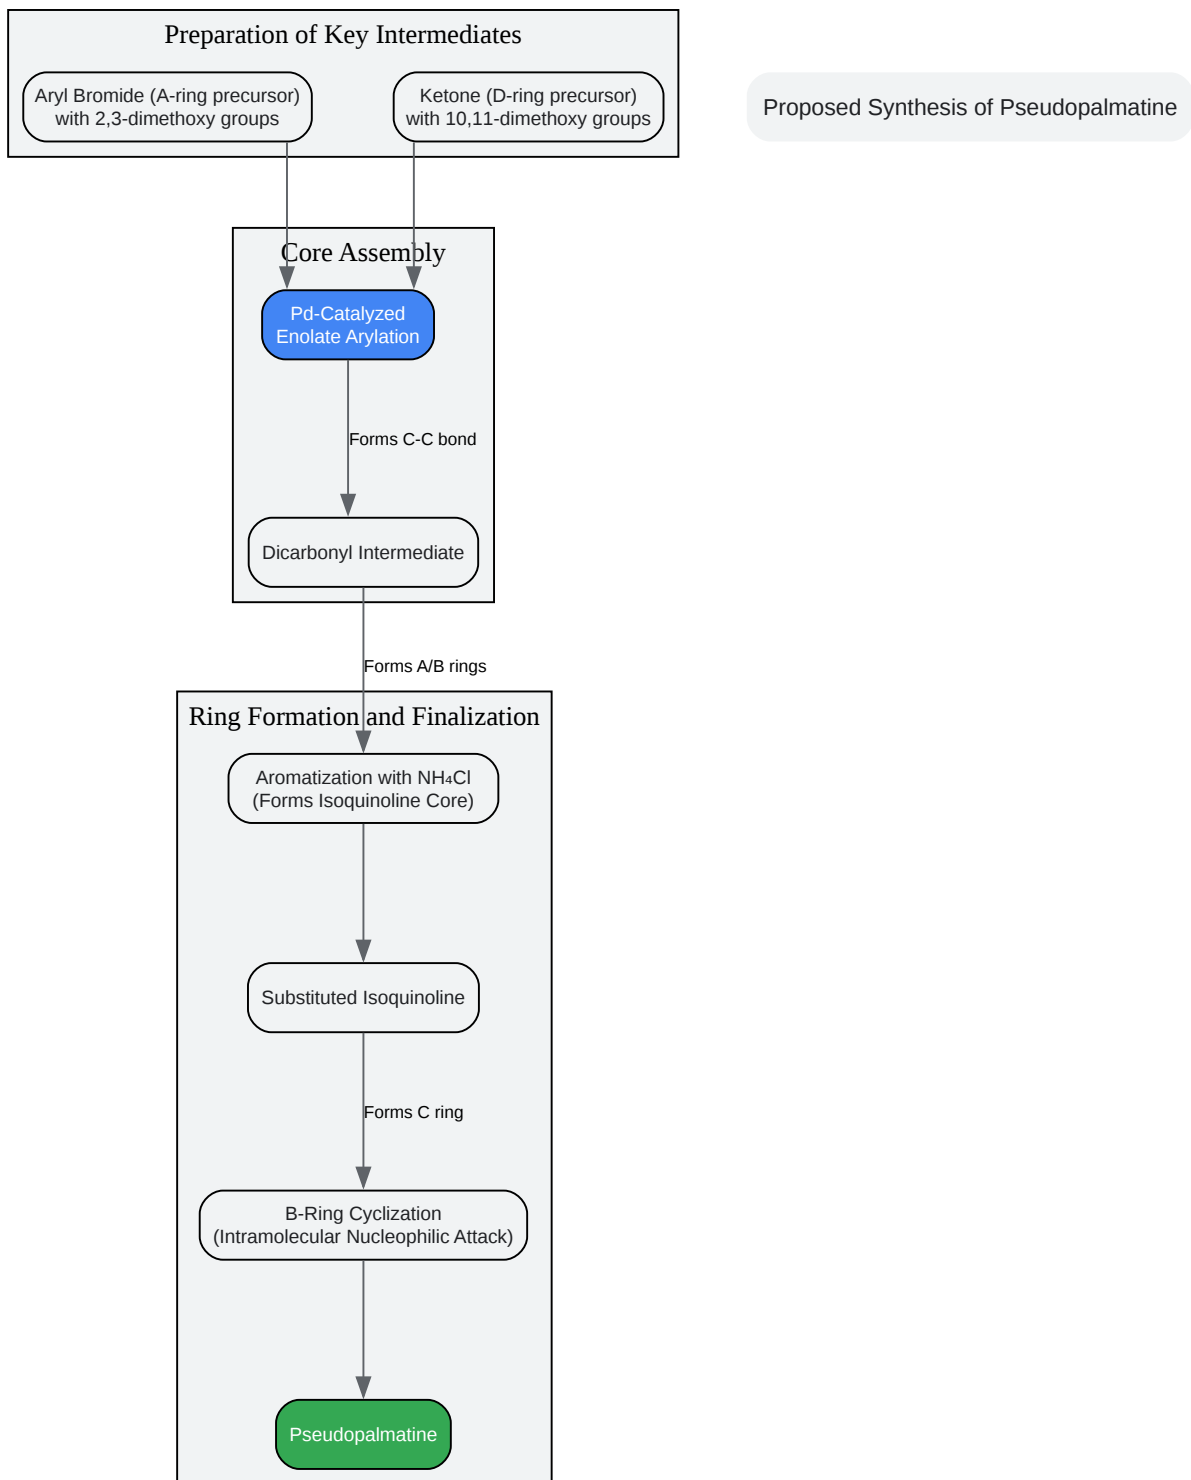 Preparation of Key Intermediates
Aryl Bromide (A-ring precursor)
with 2,3-dimethoxy groups
Ketone (D-ring precursor)
with 10,11-dimethoxy groups
Proposed Synthesis of Pseudopalmatine
Core Assembly
Pd-Catalyzed
Enolate Arylation
Forms C-C bond
Dicarbonyl Intermediate
Forms A/B rings
Ring Formation and Finalization
Aromatization with NH₄Cl
(Forms Isoquinoline Core)
Substituted Isoquinoline
Forms C ring
B-Ring Cyclization
(Intramolecular Nucleophilic Attack)
Pseudopalmatine